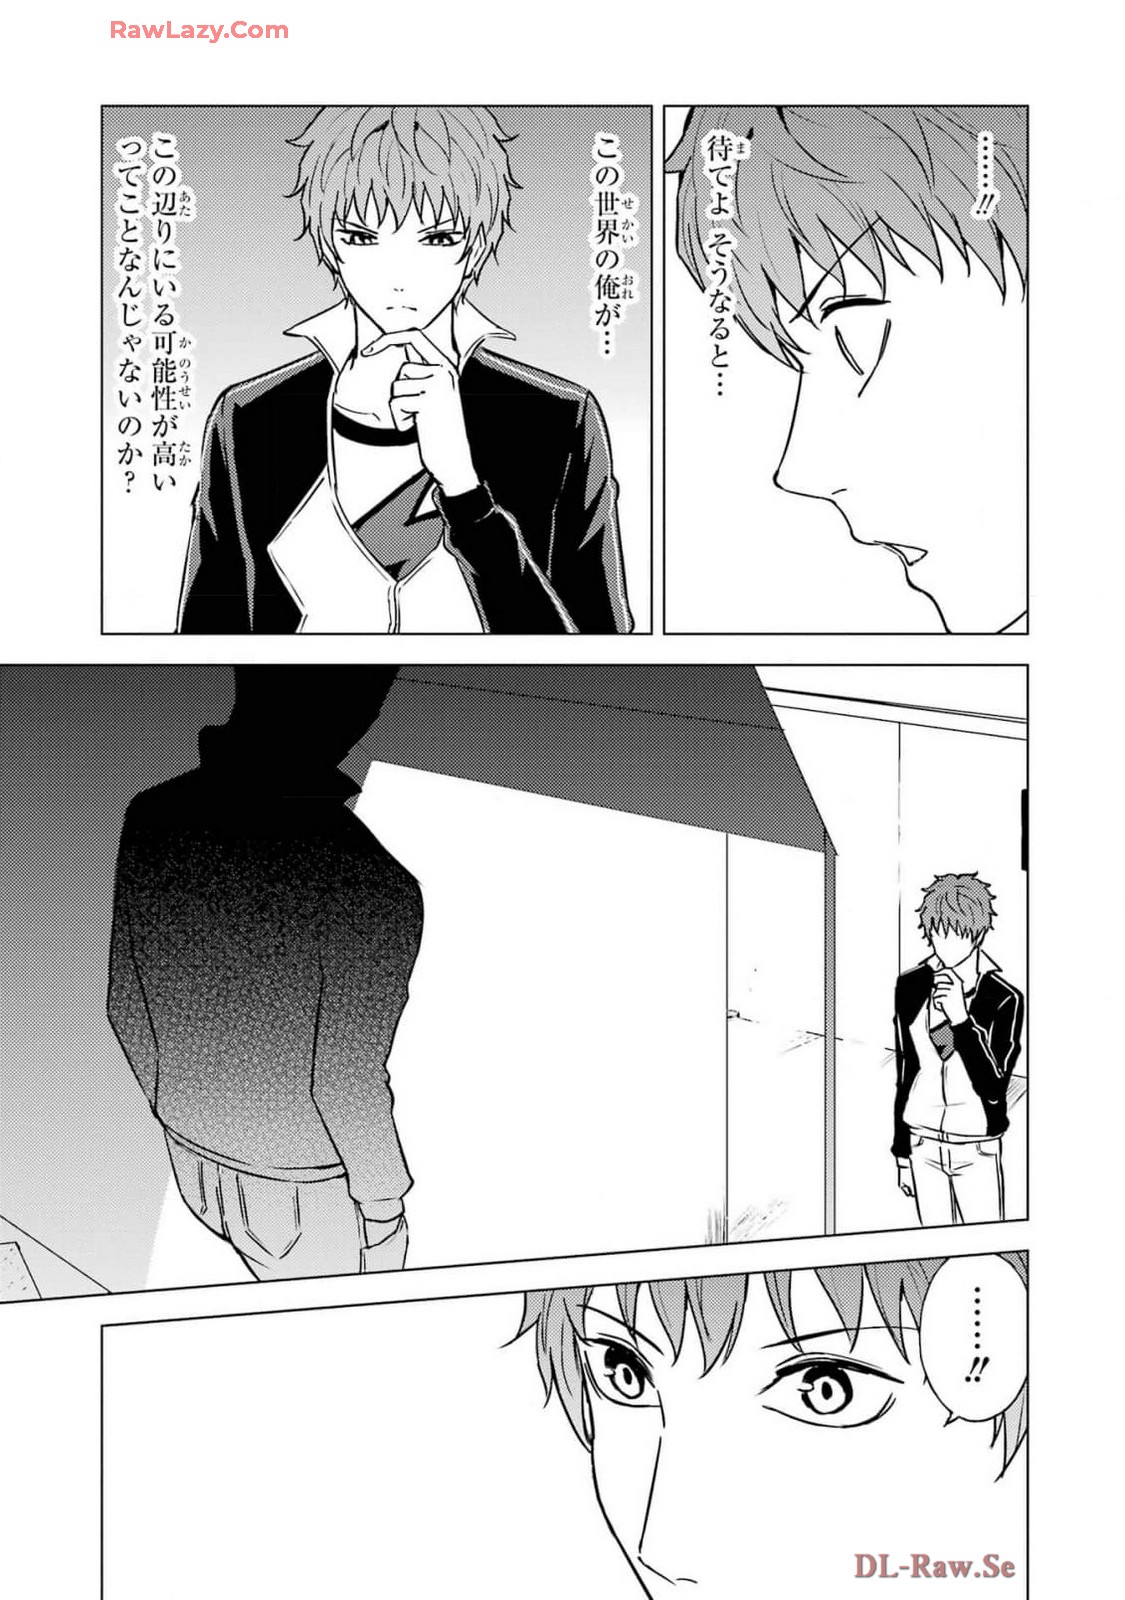 RawLazy.Com
………!!
待てよ そうなると…
この世界の俺が…
この辺りにいる可能性が高い
ってことなんじゃないのか？
………!!
DL-Raw.Se